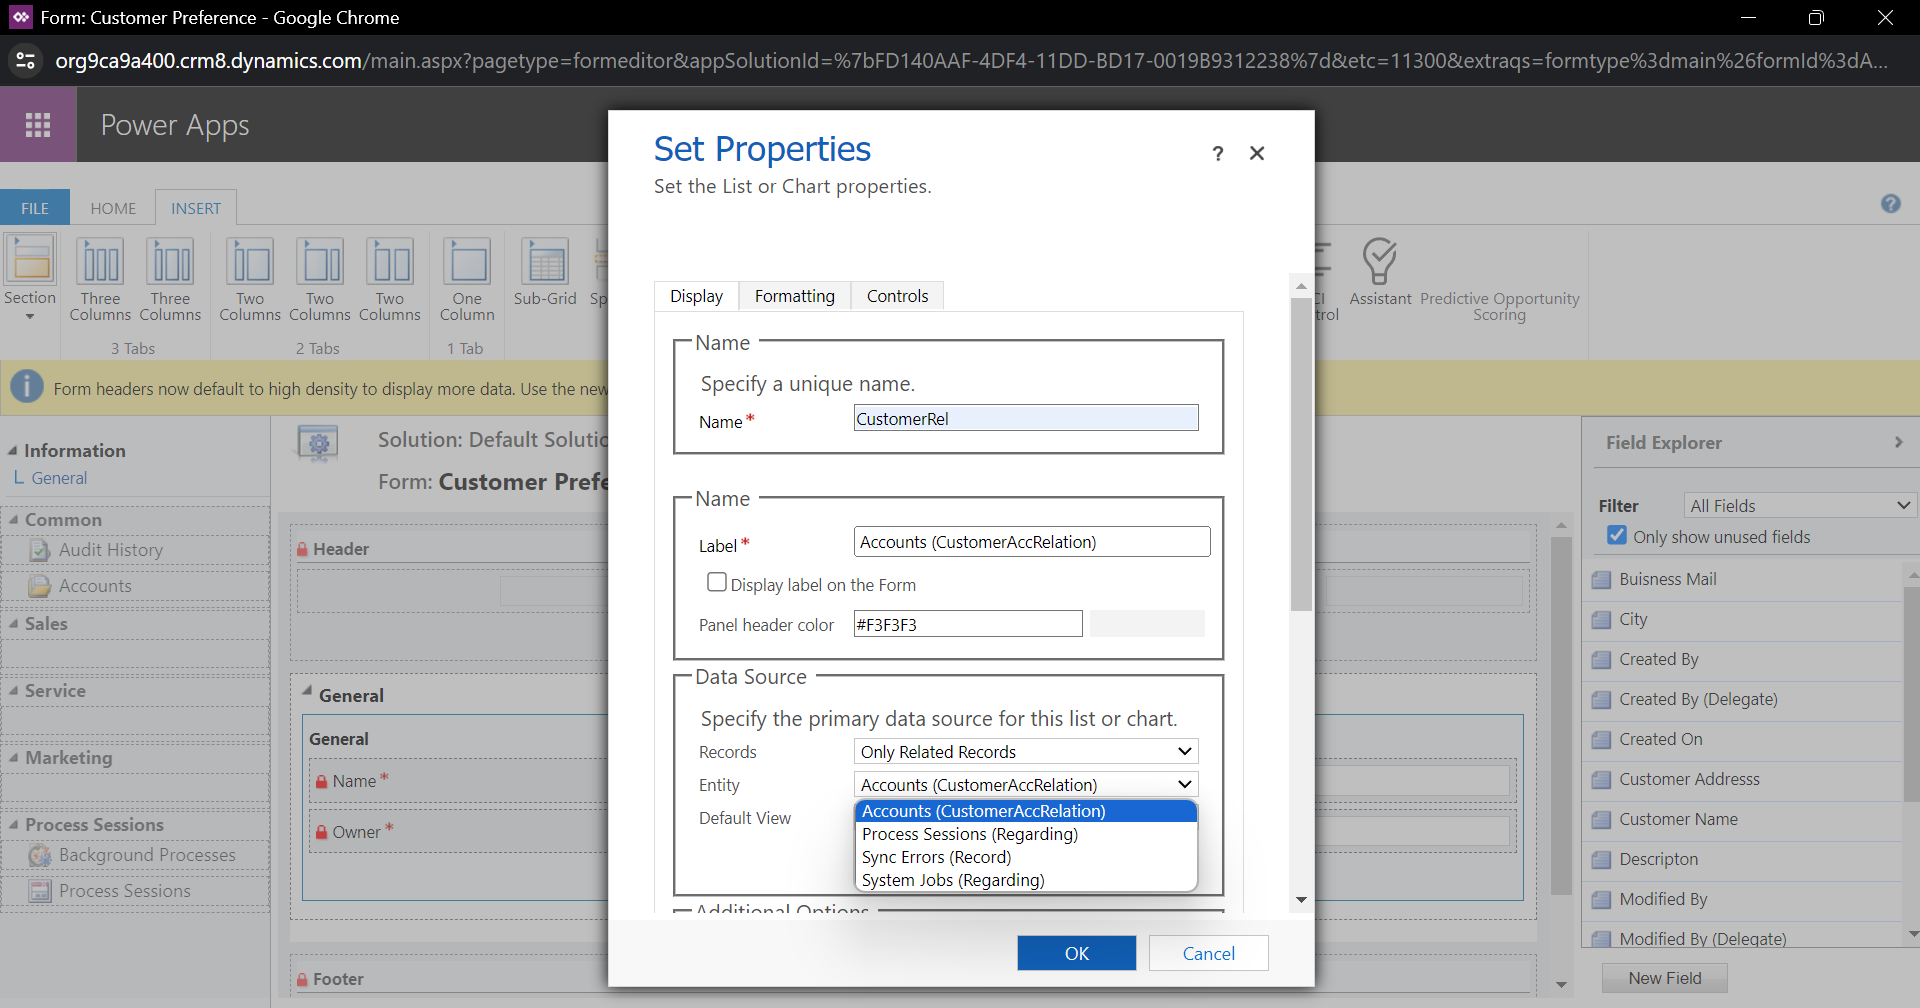 Form: Customer Preference - Google Chrome
org9ca9a400.crm8.dynamics.com/main.aspx?pagetype=formeditor&appSolutionId=%7bFD140AAF-4DF4-11DD-BD17-0019B9312238%7d&etc=11300&extraqs=formtype%3dmain%26formId%3dA...
Power Apps
FILE
HOME
INSERT
Section
Three Columns
Three Columns
3 Tabs
Two Columns
Two Columns
Two Columns
2 Tabs
One Column
1 Tab
Sub-Grid
Assistant
Predictive Opportunity Scoring
Form headers now default to high density to display more data. Use the new
Information
General
Common
Audit History
Accounts
Sales
Service
Marketing
Process Sessions
Background Processes
Process Sessions
Solution: Default Solutio
Form: Customer Prefe
Header
General
General
Name*
Owner*
Footer
Set Properties
Set the List or Chart properties.
?
Display
Formatting
Controls
Name
Specify a unique name.
Name* CustomerRel
Name
Label* Accounts (CustomerAccRelation)
Display label on the Form
Panel header color #F3F3F3
Data Source
Specify the primary data source for this list or chart.
Records Only Related Records
Entity Accounts (CustomerAccRelation)
Default View
Accounts (CustomerAccRelation)
Process Sessions (Regarding)
Sync Errors (Record)
System Jobs (Regarding)
Additional Options
OK
Cancel
Field Explorer
Filter All Fields
Only show unused fields
Buisness Mail
City
Created By
Created By (Delegate)
Created On
Customer Addresss
Customer Name
Descripton
Modified By
Modified By (Delegate)
New Field